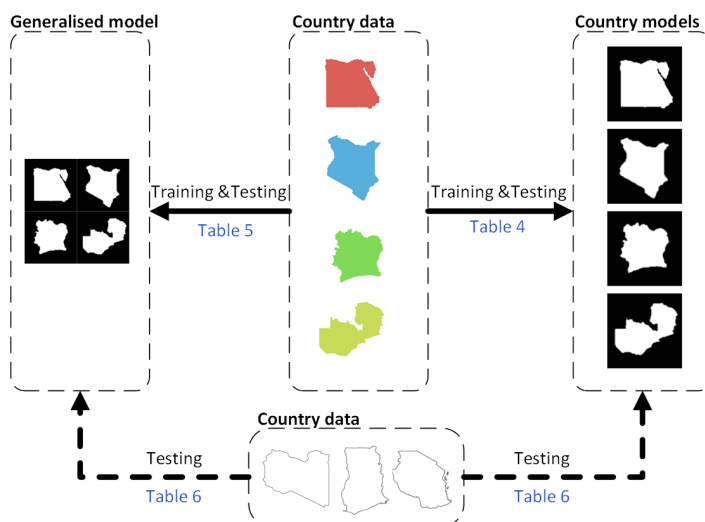 Generalised model
Country data
Country models
Training &Testing
Table 5
Training &Testing
Table 4
Country data
Testing
Table 6
Testing
Table 6